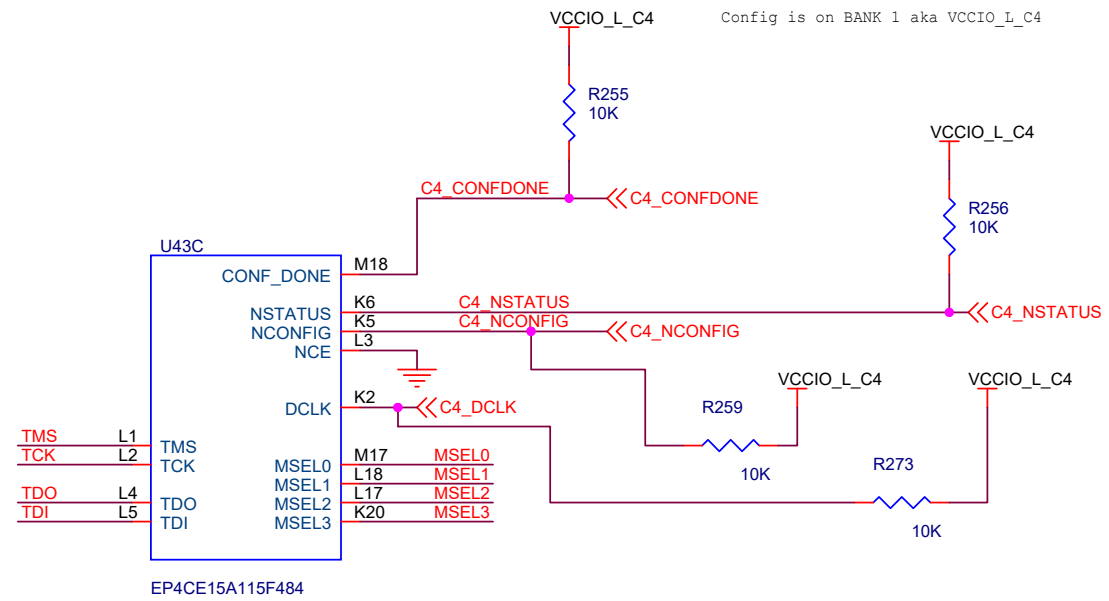 VCCIO_L_C4
Config is on BANK 1 aka VCCIO_L_C4
R255
10K
VCCIO_L_C4
C4_CONFDONE
C4_CONFDONE
R256
10K
U43C
CONF_DONE
M18
NSTATUS
K6
C4_NSTATUS
C4_NSTATUS
NCONFIG
K5
C4_NCONFIG
C4_NCONFIG
NCE
L3
VCCIO_L_C4
VCCIO_L_C4
DCLK
K2
C4_DCLK
R259
10K
R273
10K
TMS
L1
TMS
TCK
L2
TCK
TDO
L4
TDO
TDI
L5
TDI
MSEL0
M17
MSEL0
MSEL1
L18
MSEL1
MSEL2
L17
MSEL2
MSEL3
K20
MSEL3
EP4CE15A115F484